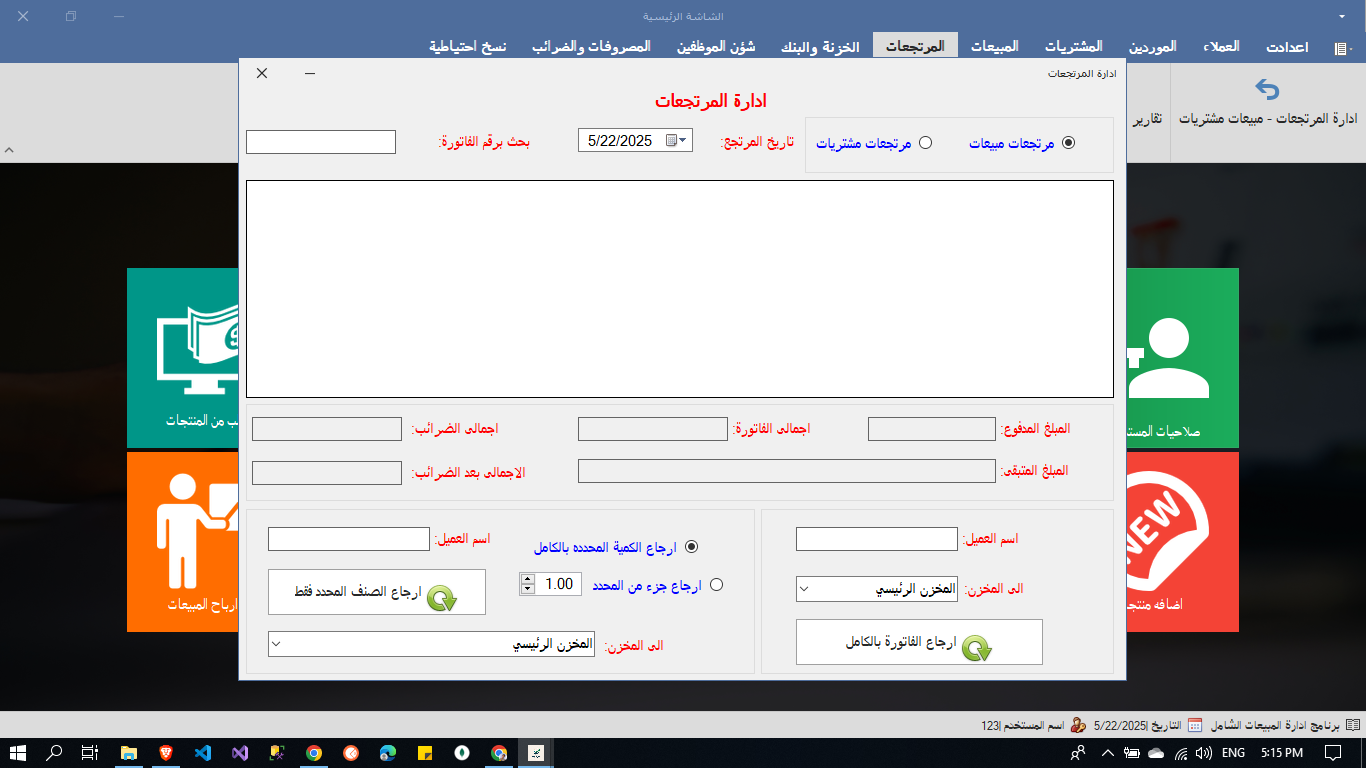 الشاشة الرئيسية
اعدادت العملاء الموردين المشتريات المبيعات المرتجعات الخزنة والبنك شؤن الموظفين المصروفات والضرائب نسخ احتياطية
ادارة المرتجعات - مبيعات مشتريات
تقارير
ادارة المرتجعات
ادارة المرتجعات
مرتجعات مبيعات مرتجعات مشتريات
تاريخ المرتجع: 5/22/2025
بحث برقم الفاتورة:
المبلغ المدفوع: اجمالى الفاتورة: اجمالى الضرائب:
المبلغ المتبقى: الاجمالى بعد الضرائب:
اسم العميل:
الى المخزن: المخزن الرئيسي
ارجاع الفاتورة بالكامل
ارجاع الكمية المحدده بالكامل
اسم العميل:
ارجاع جزء من المحدد 1.00
ارجاع الصنف المحدد فقط
الى المخزن: المخزن الرئيسي
صلاحيات
NEW
اضافه
من المنتجات
ارباح المبيعات
برنامج ادارة المبيعات الشامل التاريخ |5/22/2025 اسم المستخدم |123
ENG 5:15 PM